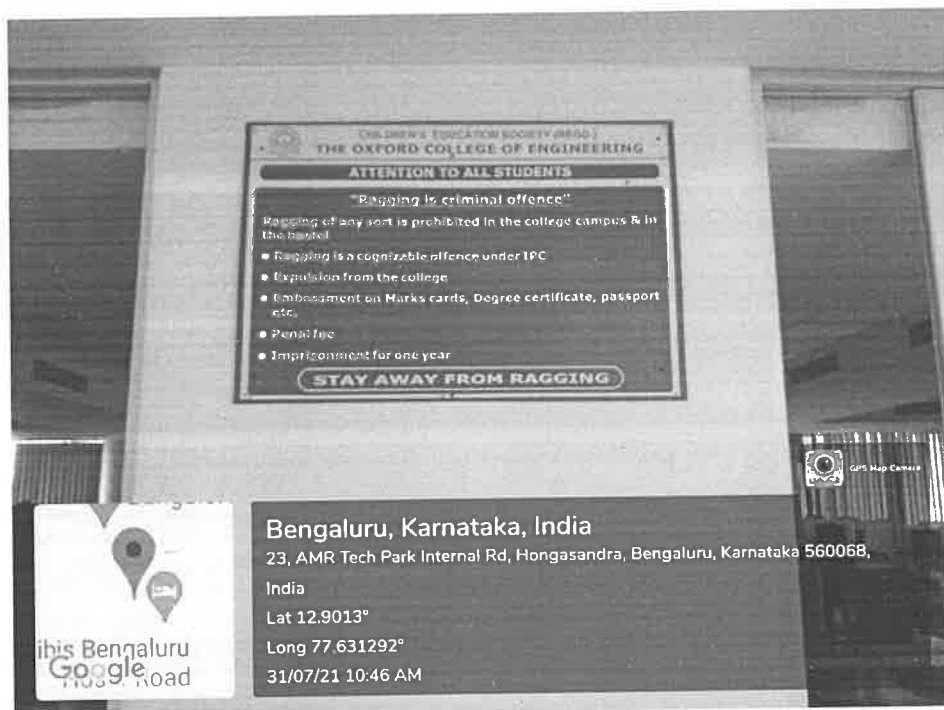 CHILDREN'S EDUCATION SOCIETY (REGD.)
THE OXFORD COLLEGE OF ENGINEERING
ATTENTION TO ALL STUDENTS
"Ragging is criminal offence"
Ragging of any sort is prohibited in the college campus & in
the hostel
● Ragging is a cognizable offence under IPC
● Expulsion from the college
● Embossment on Marks cards, Degree certificate, passport
etc.
● Penal fee
● Imprisonment for one year
STAY AWAY FROM RAGGING
GPS Map Camera
Bengaluru, Karnataka, India
23, AMR Tech Park Internal Rd, Hongasandra, Bengaluru, Karnataka 560068,
India
Lat 12.9013°
Long 77.631292°
31/07/21 10:46 AM
ibis Bengaluru
Google
Road